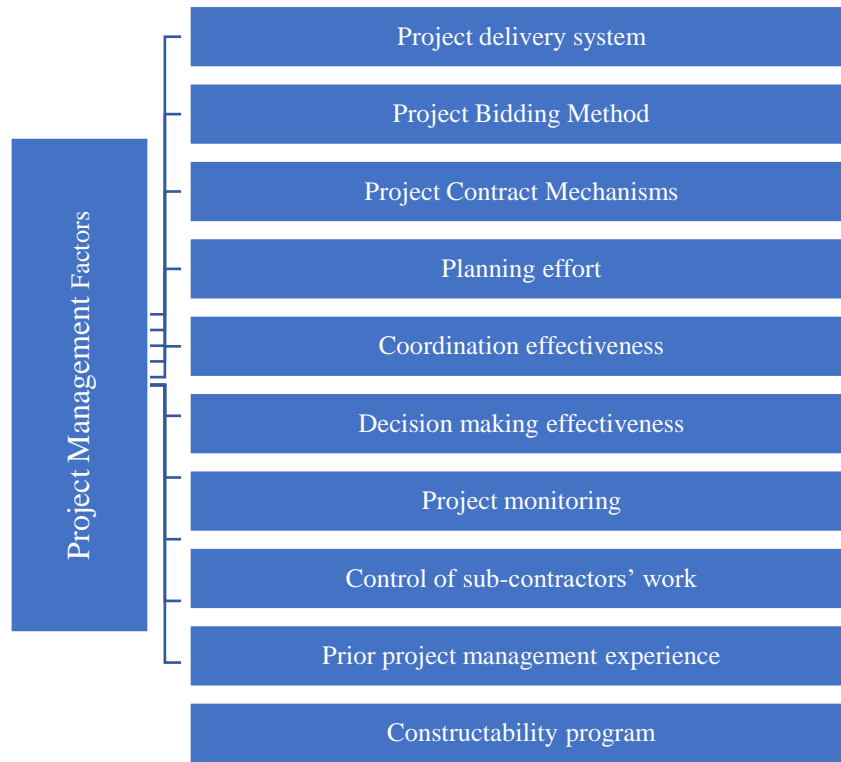 Project Management Factors
Project delivery system
Project Bidding Method
Project Contract Mechanisms
Planning effort
Coordination effectiveness
Decision making effectiveness
Project monitoring
Control of sub-contractors’ work
Prior project management experience
Constructability program